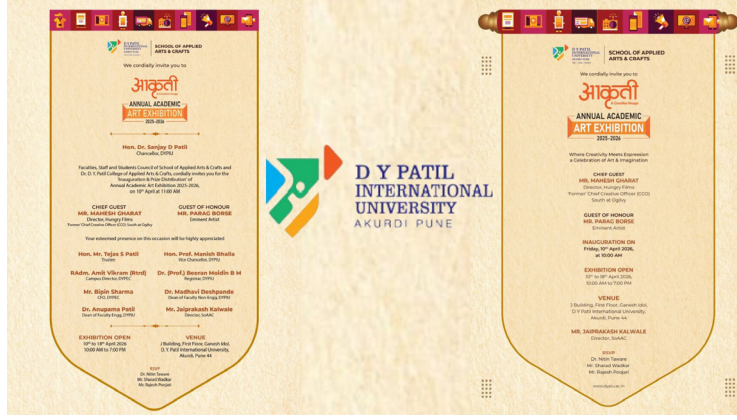 D Y PATIL
INTERNATIONAL
UNIVERSITY
AKURDI PUNE
SCHOOL OF APPLIED
ARTS & CRAFTS
We cordially invite you to
आकृती
ANNUAL ACADEMIC
ART EXHIBITION
2025-2026
Hon. Dr. Sanjay D Patil
Chancellor, DYPIU
Faculties, Staff and Students Council of School of Applied Arts & Crafts and
Dr. D. Y. Patil College of Applied Arts & Crafts, cordially invites you for the
'Inauguration & Prize Distribution' of
Annual Academic Art Exhibition 2025-2026,
on 10th April at 11:00 AM
CHIEF GUEST
MR. MAHESH GHARAT
Director, Hungry Films
'Former' Chief Creative Officer (CCO) South at Ogilvy
GUEST OF HONOUR
MR. PARAG BORSE
Eminent Artist
Your esteemed presence on this occasion will be highly appreciated
Hon. Mr. Tejas S Patil
Trustee
Hon. Prof. Manish Bhalla
Vice Chancellor, DYPIU
RAdm. Amit Vikram (Rtrd)
Campus Director, DYPEC
Dr. (Prof.) Beeran Moidin B M
Registrar, DYPIU
Mr. Bipin Sharma
CFO, DYPEC
Dr. Madhavi Deshpande
Dean of Faculty Non Engg, DYPIU
Dr. Anupama Patil
Dean of Faculty Engg, DYPIU
Mr. Jaiprakash Kalwale
Director, SoAAC
EXHIBITION OPEN
10th to 18th April 2026
10:00 AM to 7:00 PM
VENUE
J Building, First Floor, Ganesh Idol,
D. Y. Patil International University,
Akurdi, Pune 44
RSVP
Dr. Nitin Taware
Mr. Sharad Wadkar
Mr. Rajesh Poojari
D Y PATIL
INTERNATIONAL
UNIVERSITY
AKURDI PUNE
D Y PATIL
INTERNATIONAL
UNIVERSITY
SCHOOL OF APPLIED
ARTS & CRAFTS
We cordially invite you to
आकृती
ANNUAL ACADEMIC
ART EXHIBITION
2025-2026
Where Creativity Meets Expression
a Celebration of Art & Imagination
CHIEF GUEST
MR. MAHESH GHARAT
Director, Hungry Films
'Former' Chief Creative Officer (CCO)
South at Ogilvy
GUEST OF HONOUR
MR. PARAG BORSE
Eminent Artist
INAUGURATION ON
Friday, 10th April 2026,
at 10:00 AM
EXHIBITION OPEN
10th to 18th April 2026,
10:00 AM to 7:00 PM
VENUE
J Building, First Floor, Ganesh Idol,
D Y Patil International University,
Akurdi, Pune 44
MR. JAIPRAKASH KALWALE
Director, SoAAC
RSVP
Dr. Nitin Taware
Mr. Sharad Wadkar
Mr. Rajesh Poojari
www.dypiu.ac.in